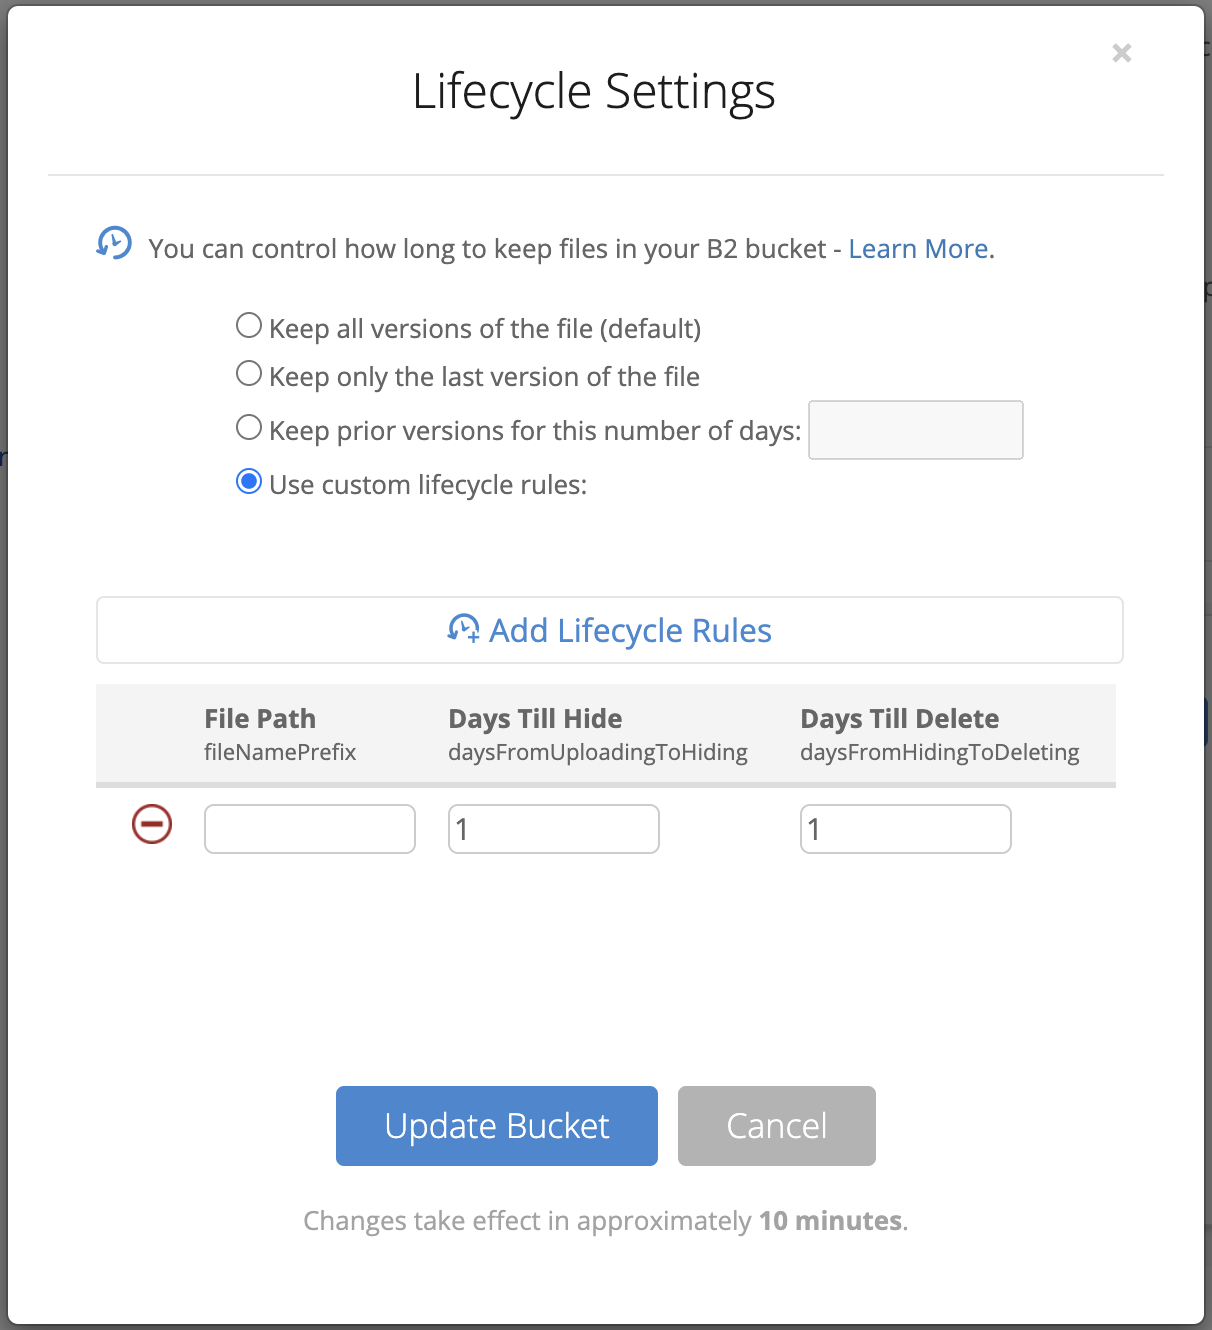 ×
Lifecycle Settings
You can control how long to keep files in your B2 bucket - Learn More.
Keep all versions of the file (default)
Keep only the last version of the file
Keep prior versions for this number of days:
Use custom lifecycle rules:
Add Lifecycle Rules
File Path Days Till Hide Days Till Delete
fileNamePrefix daysFromUploadingToHiding daysFromHidingToDeleting
1 1
Update Bucket Cancel
Changes take effect in approximately 10 minutes.